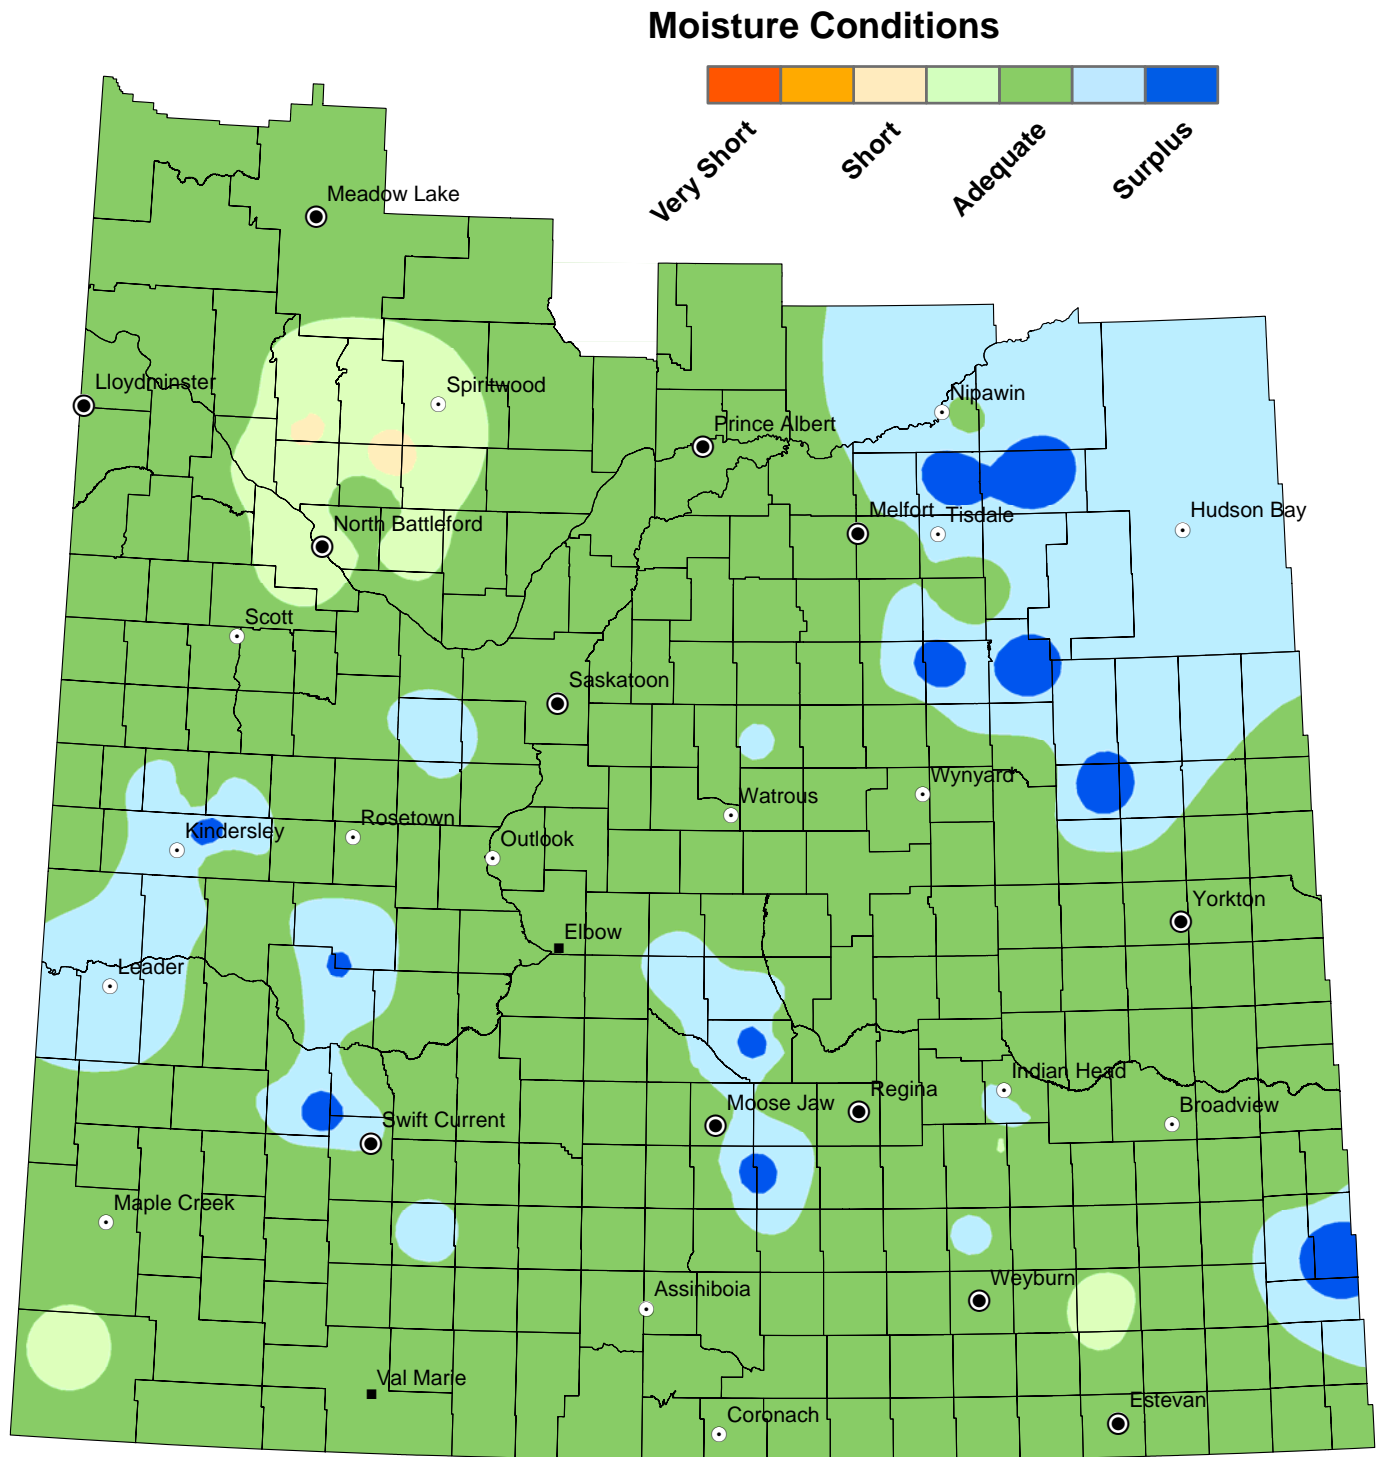 Moisture Conditions
Very Short
Short
Adequate
Surplus
Meadow Lake
Lloydminster
Spiritwood
Nipawin
Prince Albert
Melfort
Tisdale
Hudson Bay
North Battleford
Scott
Saskatoon
Wynyard
Watrous
Rosetown
Kindersley
Outlook
Yorkton
Elbow
Leader
Indian Head
Regina
Moose Jaw
Broadview
Swift Current
Maple Creek
Weyburn
Assiniboia
Val Marie
Estevan
Coronach